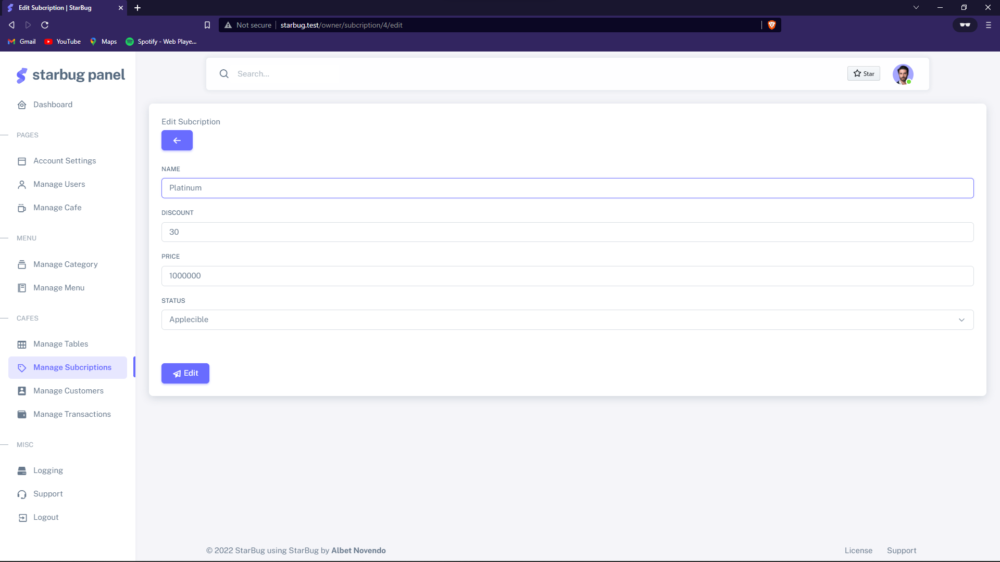 Edit Subcription | StarBug
Not secure starbug.test/owner/subcription/4/edit
Gmail YouTube Maps Spotify - Web Playe...
starbug panel
Search...
Star
Dashboard
PAGES
Account Settings
Manage Users
Manage Cafe
MENU
Manage Category
Manage Menu
CAFES
Manage Tables
Manage Subcriptions
Manage Customers
Manage Transactions
MISC
Logging
Support
Logout
Edit Subcription
NAME
Platinum
DISCOUNT
30
PRICE
1000000
STATUS
Applecible
Edit
© 2022 StarBug using StarBug by Albet Novendo
License Support